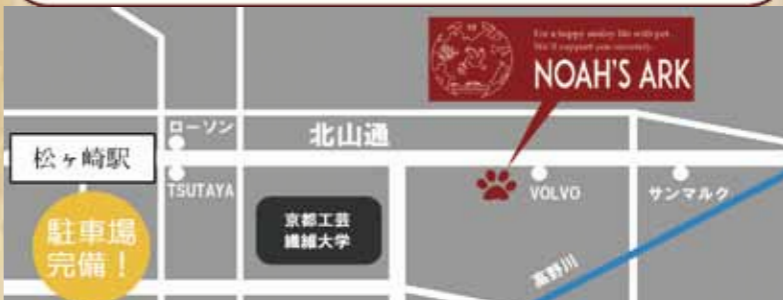 For a happy smiley life with pet.
We'll support you sincerely.
NOAH'S ARK
ローソン
北山通
松ヶ崎駅
TSUTAYA
VOLVO
サンマルク
駐車場
完備！
京都工芸
繊維大学
高野川